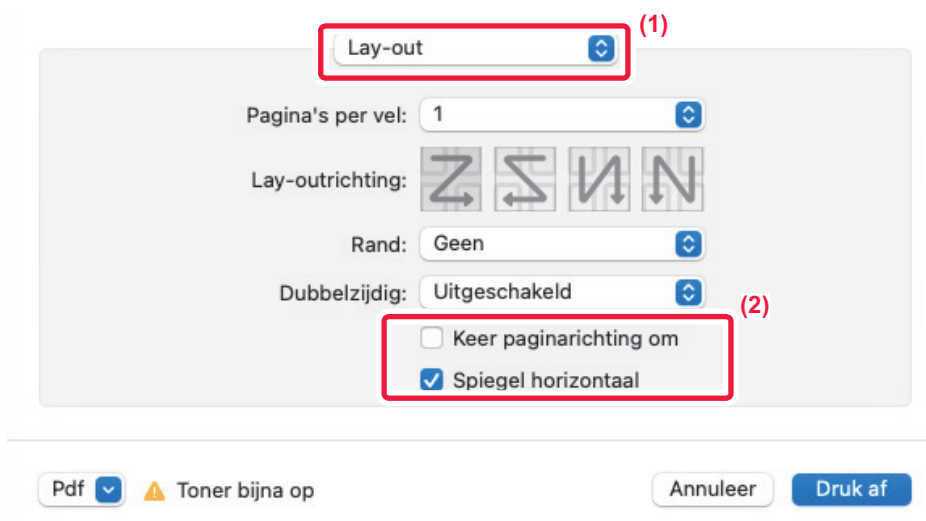 (1)
Lay-out
Pagina's per vel: 1
Lay-outrichting:
Rand: Geen
Dubbelzijdig: Uitgeschakeld
(2)
Keer paginarichting om
Spiegel horizontaal
Pdf Toner bijna op Annuleer Druk af